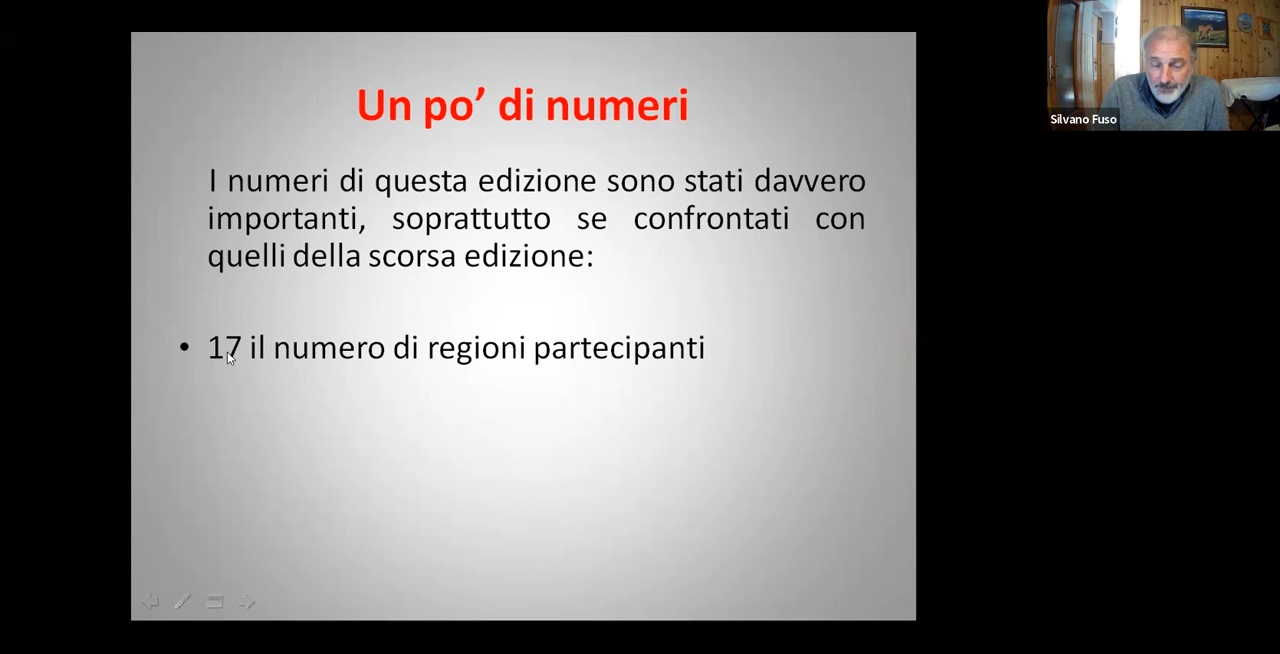 Un po’ di numeri
I numeri di questa edizione sono stati davvero
importanti, soprattutto se confrontati con
quelli della scorsa edizione:
• 17 il numero di regioni partecipanti
Silvano Fuso